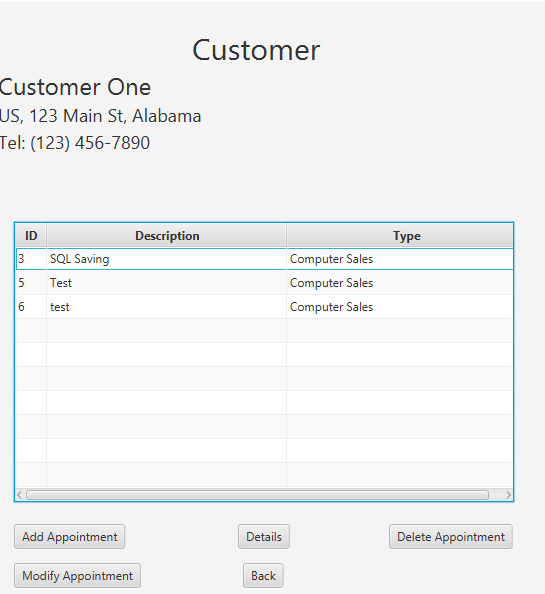 Customer
Customer One
US, 123 Main St, Alabama
Tel: (123) 456-7890
ID Description Type
3 SQL Saving Computer Sales
5 Test Computer Sales
6 test Computer Sales
Add Appointment Details Delete Appointment
Modify Appointment Back